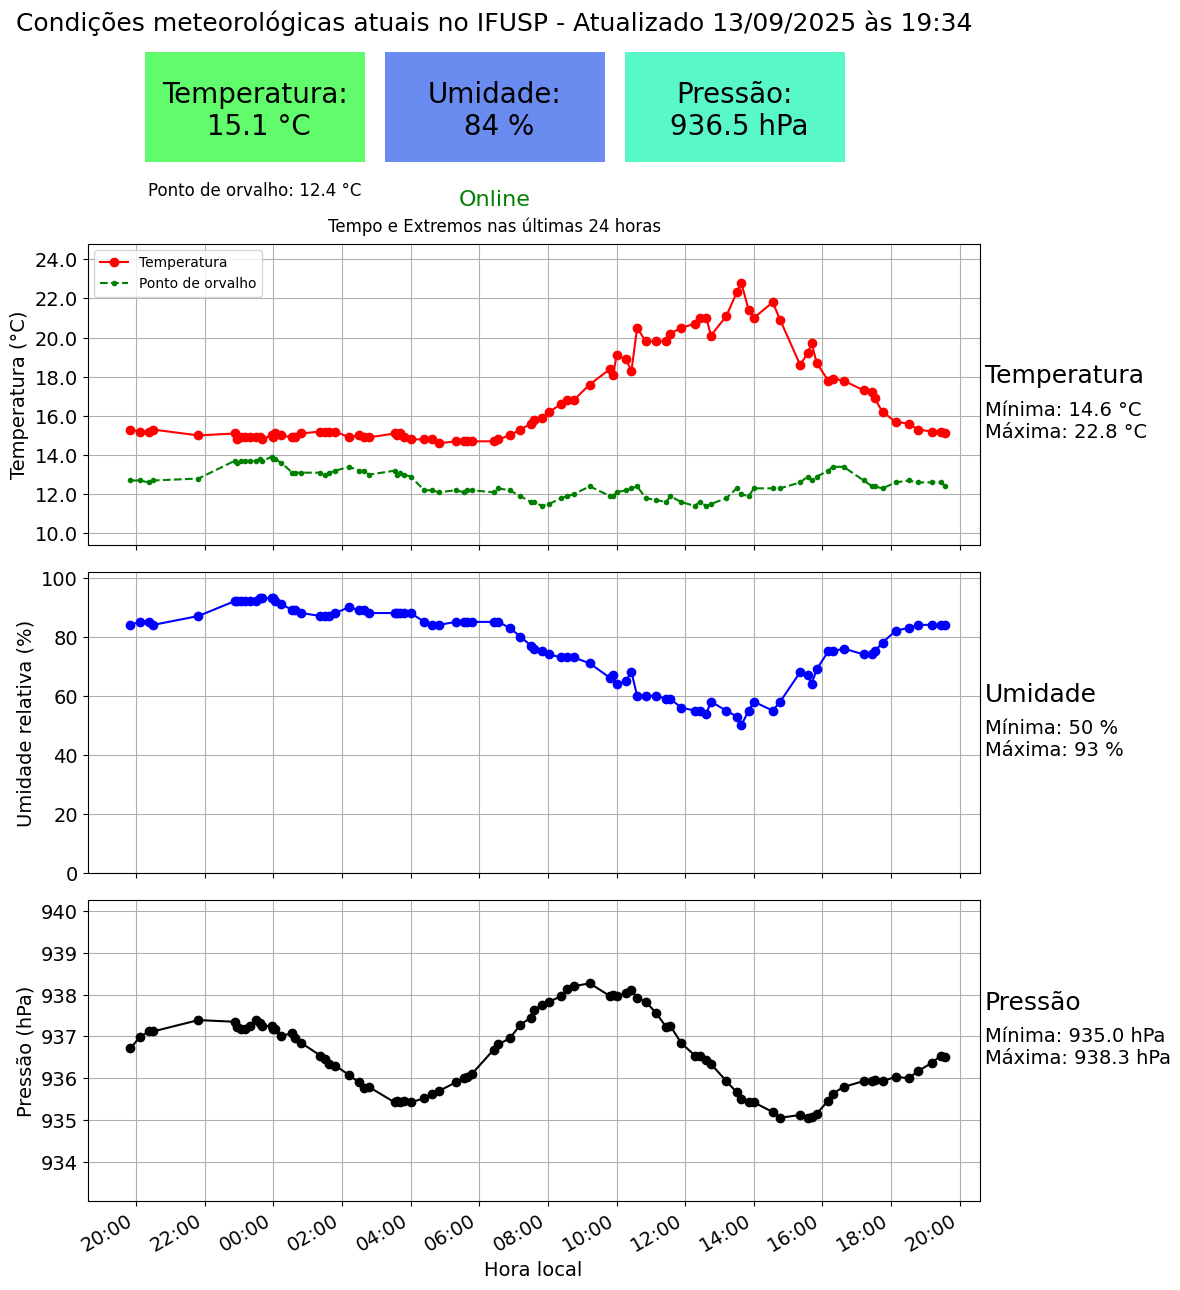 Condições meteorológicas atuais no IFUSP - Atualizado 13/09/2025 às 19:34
Temperatura:
15.1 °C
Umidade:
84 %
Pressão:
936.5 hPa
Ponto de orvalho: 12.4 °C
Online
Tempo e Extremos nas últimas 24 horas
Temperatura
Ponto de orvalho
24.0
22.0
20.0
18.0
16.0
14.0
12.0
10.0
Temperatura (°C)
Temperatura
Mínima: 14.6 °C
Máxima: 22.8 °C
100
80
60
40
20
0
Umidade relativa (%)
Umidade
Mínima: 50 %
Máxima: 93 %
940
939
938
937
936
935
934
Pressão (hPa)
Pressão
Mínima: 935.0 hPa
Máxima: 938.3 hPa
20:00 22:00 00:00 02:00 04:00 06:00 08:00 10:00 12:00 14:00 16:00 18:00 20:00
Hora local